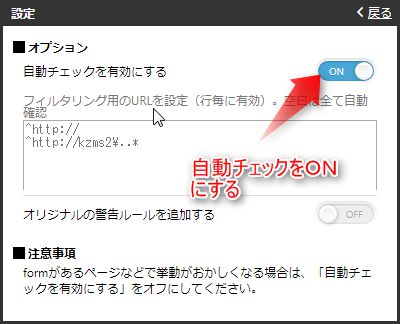 設定
戻る
■ オプション
自動チェックを有効にする
ON
フィルタリング用のURLを設定(行毎に有効)。空白は全て自動
確認
^http://
^http://kzms2¥..*
自動チェックをON
にする
オリジナルの警告ルールを追加する
OFF
■ 注意事項
formがあるページなどで挙動がおかしくなる場合は、「自動チェ
ックを有効にする」をオフにしてください。